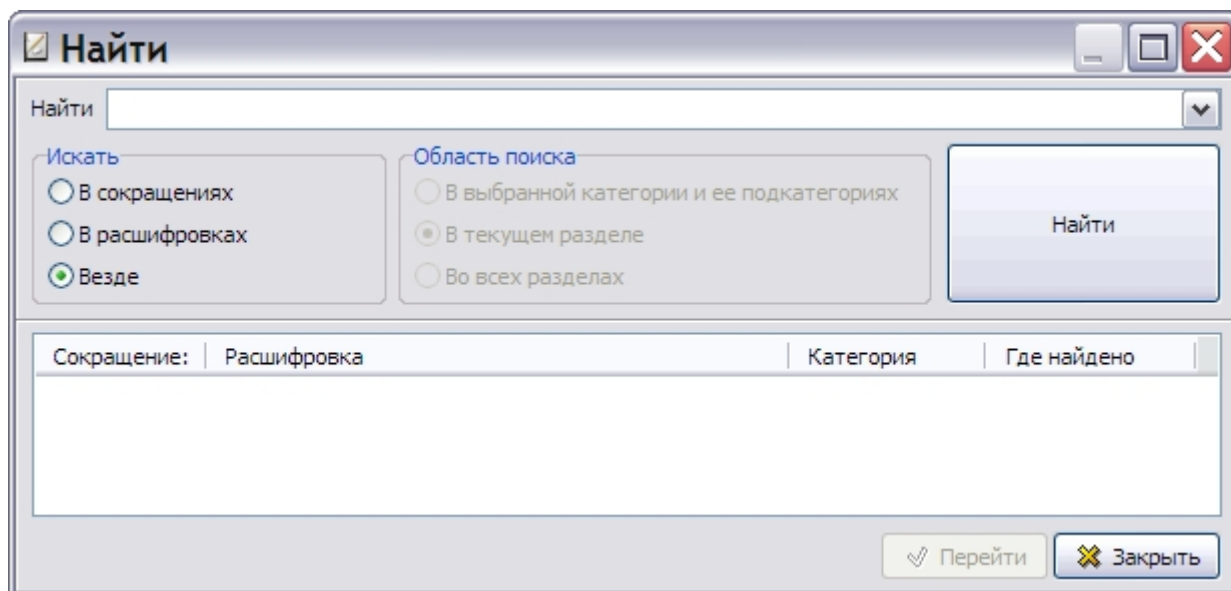 Найти
Найти
Искать
В сокращениях
В расшифровках
Везде
Область поиска
В выбранной категории и ее подкатегориях
В текущем разделе
Во всех разделах
Найти
Сокращение: Расшифровка Категория Где найдено
Перейти Закрыть